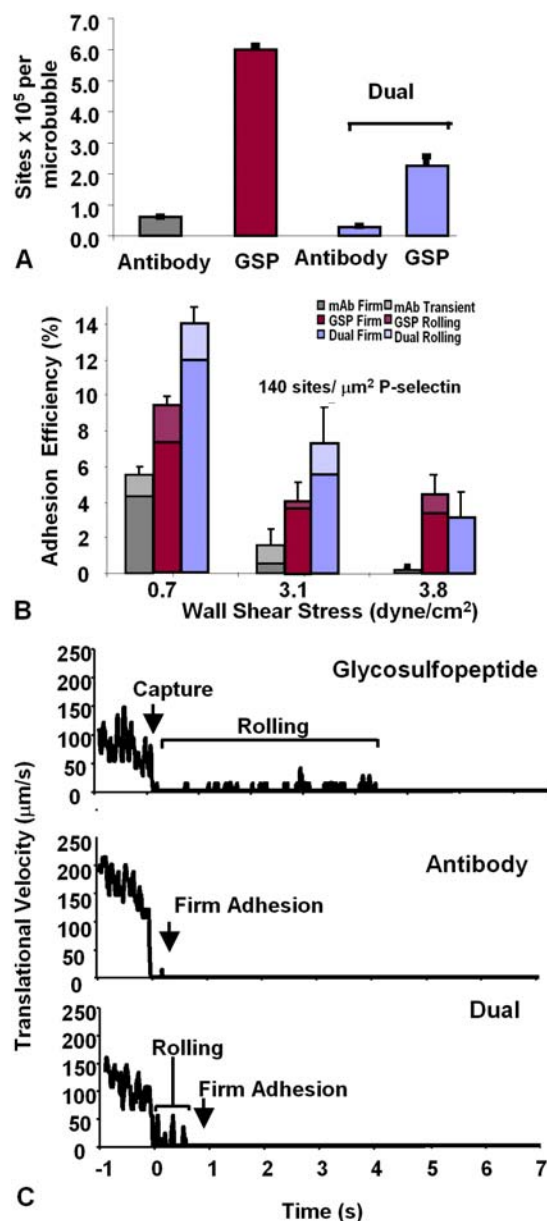 Sites x 10⁵ per
microbubble
6.0
5.0
4.0
3.0
2.0
1.0
0.0
Dual
Antibody GSP Antibody GSP
A
Adhesion Efficiency (%)
14
12
10
8
6
4
2
0
mAb Firm mAb Transient
GSP Firm GSP Rolling
Dual Firm Dual Rolling
140 sites/ μm² P-selectin
0.7 3.1 3.8
Wall Shear Stress (dyne/cm²)
B
Translational Velocity (μm/s)
250
200
150
100
50
0
Glycosulfopeptide
Capture
Rolling
250
200
150
100
50
0
Antibody
Firm Adhesion
250
200
150
100
50
0
Dual
Rolling
Firm Adhesion
-1 0 1 2 3 4 5 6 7
Time (s)
C